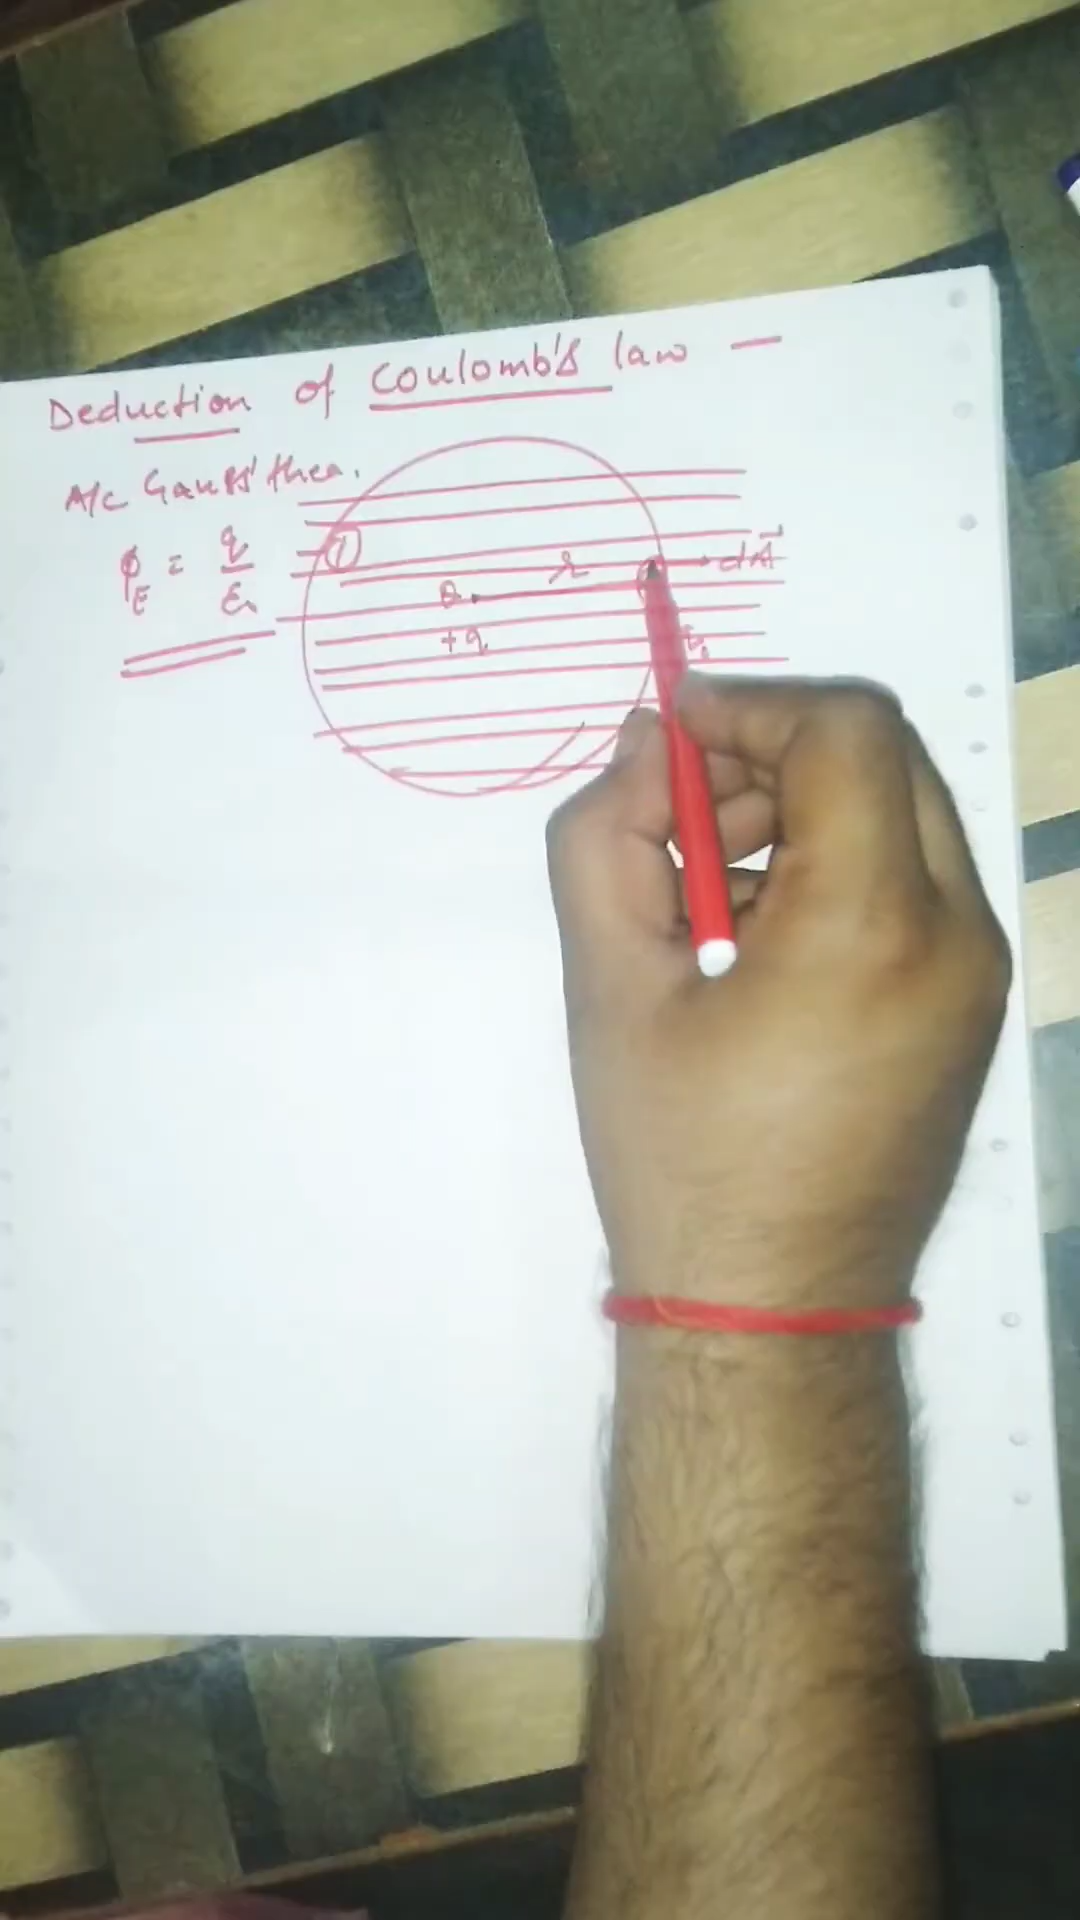 Deduction of Coulomb's law —
A/c Gauss' theo.
ϕE = q/ε₀
①
r
dA⃗
O
+q